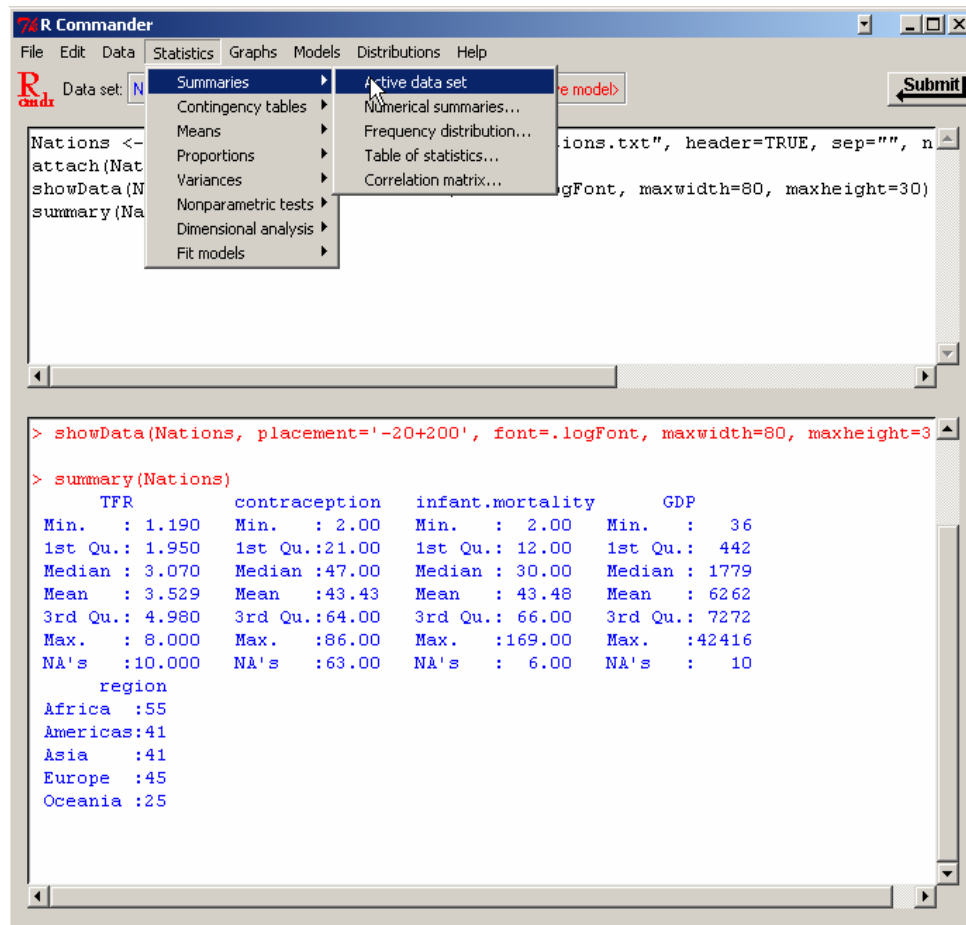 R Commander
File Edit Data Statistics Graphs Models Distributions Help
R cmdr Data set: N e model> Submit
Summaries
Contingency tables
Means
Proportions
Variances
Nonparametric tests
Dimensional analysis
Fit models
Active data set
Numerical summaries...
Frequency distribution...
Table of statistics...
Correlation matrix...
Nations <- ions.txt", header=TRUE, sep="", n
attach(Nat
showData(N gFont, maxwidth=80, maxheight=30)
summary(Na
> showData(Nations, placement='-20+200', font=.logFont, maxwidth=80, maxheight=3
> summary(Nations)
TFR contraception infant.mortality GDP
Min. : 1.190 Min. : 2.00 Min. : 2.00 Min. : 36
1st Qu.: 1.950 1st Qu.:21.00 1st Qu.: 12.00 1st Qu.: 442
Median : 3.070 Median :47.00 Median : 30.00 Median : 1779
Mean : 3.529 Mean :43.43 Mean : 43.48 Mean : 6262
3rd Qu.: 4.980 3rd Qu.:64.00 3rd Qu.: 66.00 3rd Qu.: 7272
Max. : 8.000 Max. :86.00 Max. :169.00 Max. :42416
NA's :10.000 NA's :63.00 NA's : 6.00 NA's : 10
region
Africa :55
Americas:41
Asia :41
Europe :45
Oceania :25